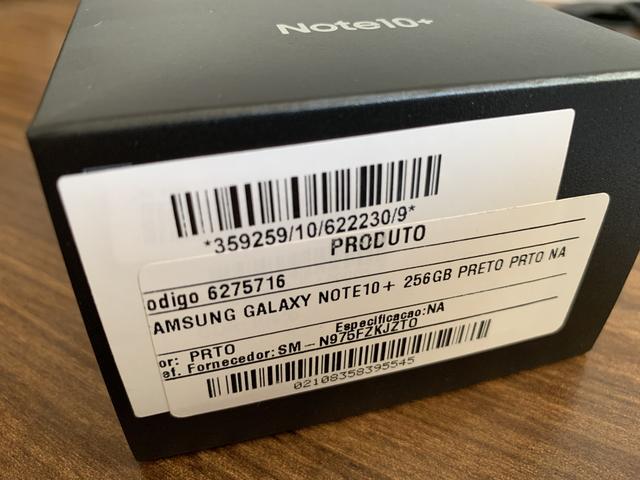 Note10+
*359259/10/622230/9*
PRODUTO
odigo 6275716
AMSUNG GALAXY NOTE10+ 256GB PRETO PRTO NA
Especificacao:NA
or: PRTO
ef. Fornecedor:SM-N975FZKJZTO
02108358395545